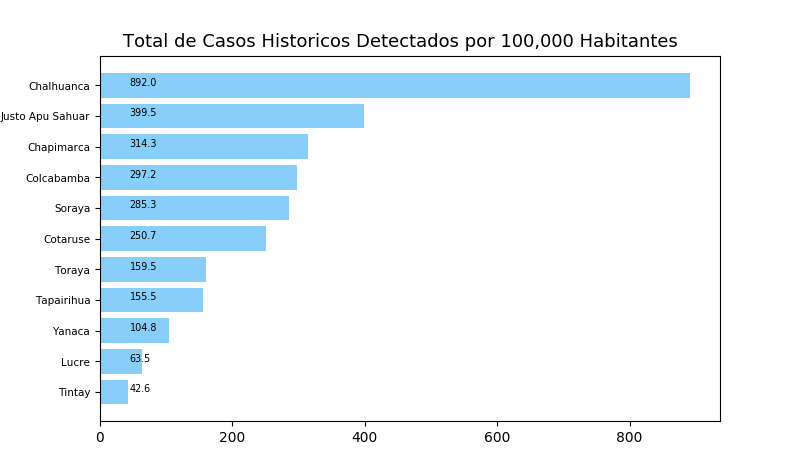 Total de Casos Historicos Detectados por 100,000 Habitantes
Chalhuanca 892.0
Justo Apu Sahuar 399.5
Chapimarca 314.3
Colcabamba 297.2
Soraya 285.3
Cotaruse 250.7
Toraya 159.5
Tapairihua 155.5
Yanaca 104.8
Lucre 63.5
Tintay 42.6
0 200 400 600 800